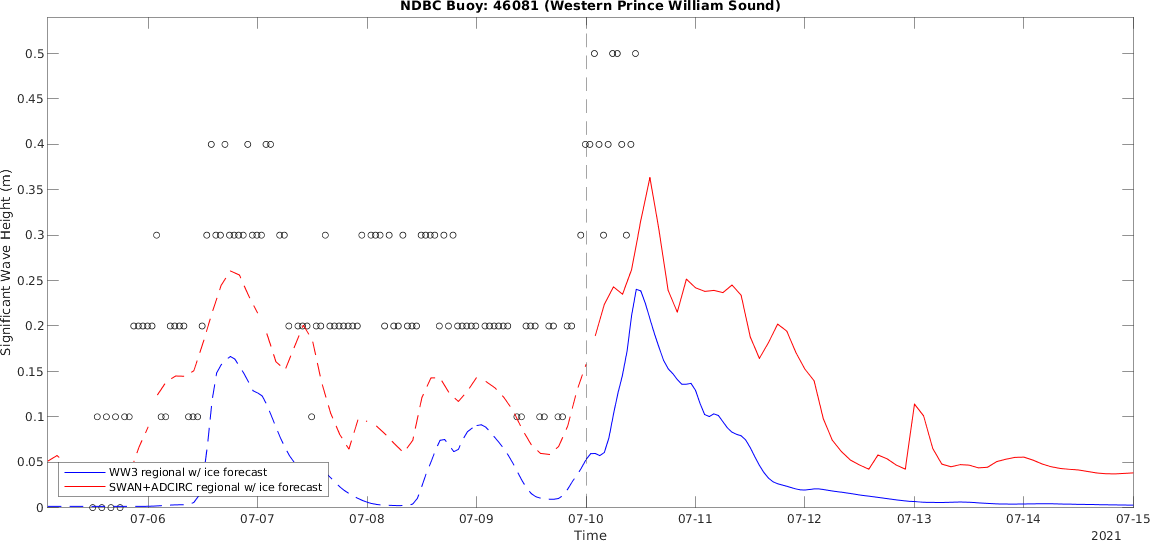 NDBC Buoy: 46081 (Western Prince William Sound)
Significant Wave Height (m)
0.5
0.45
0.4
0.35
0.3
0.25
0.2
0.15
0.1
0.05
0
WW3 regional w/ ice forecast
SWAN+ADCIRC regional w/ ice forecast
07-06 07-07 07-08 07-09 07-10 07-11 07-12 07-13 07-14 07-15
Time
2021